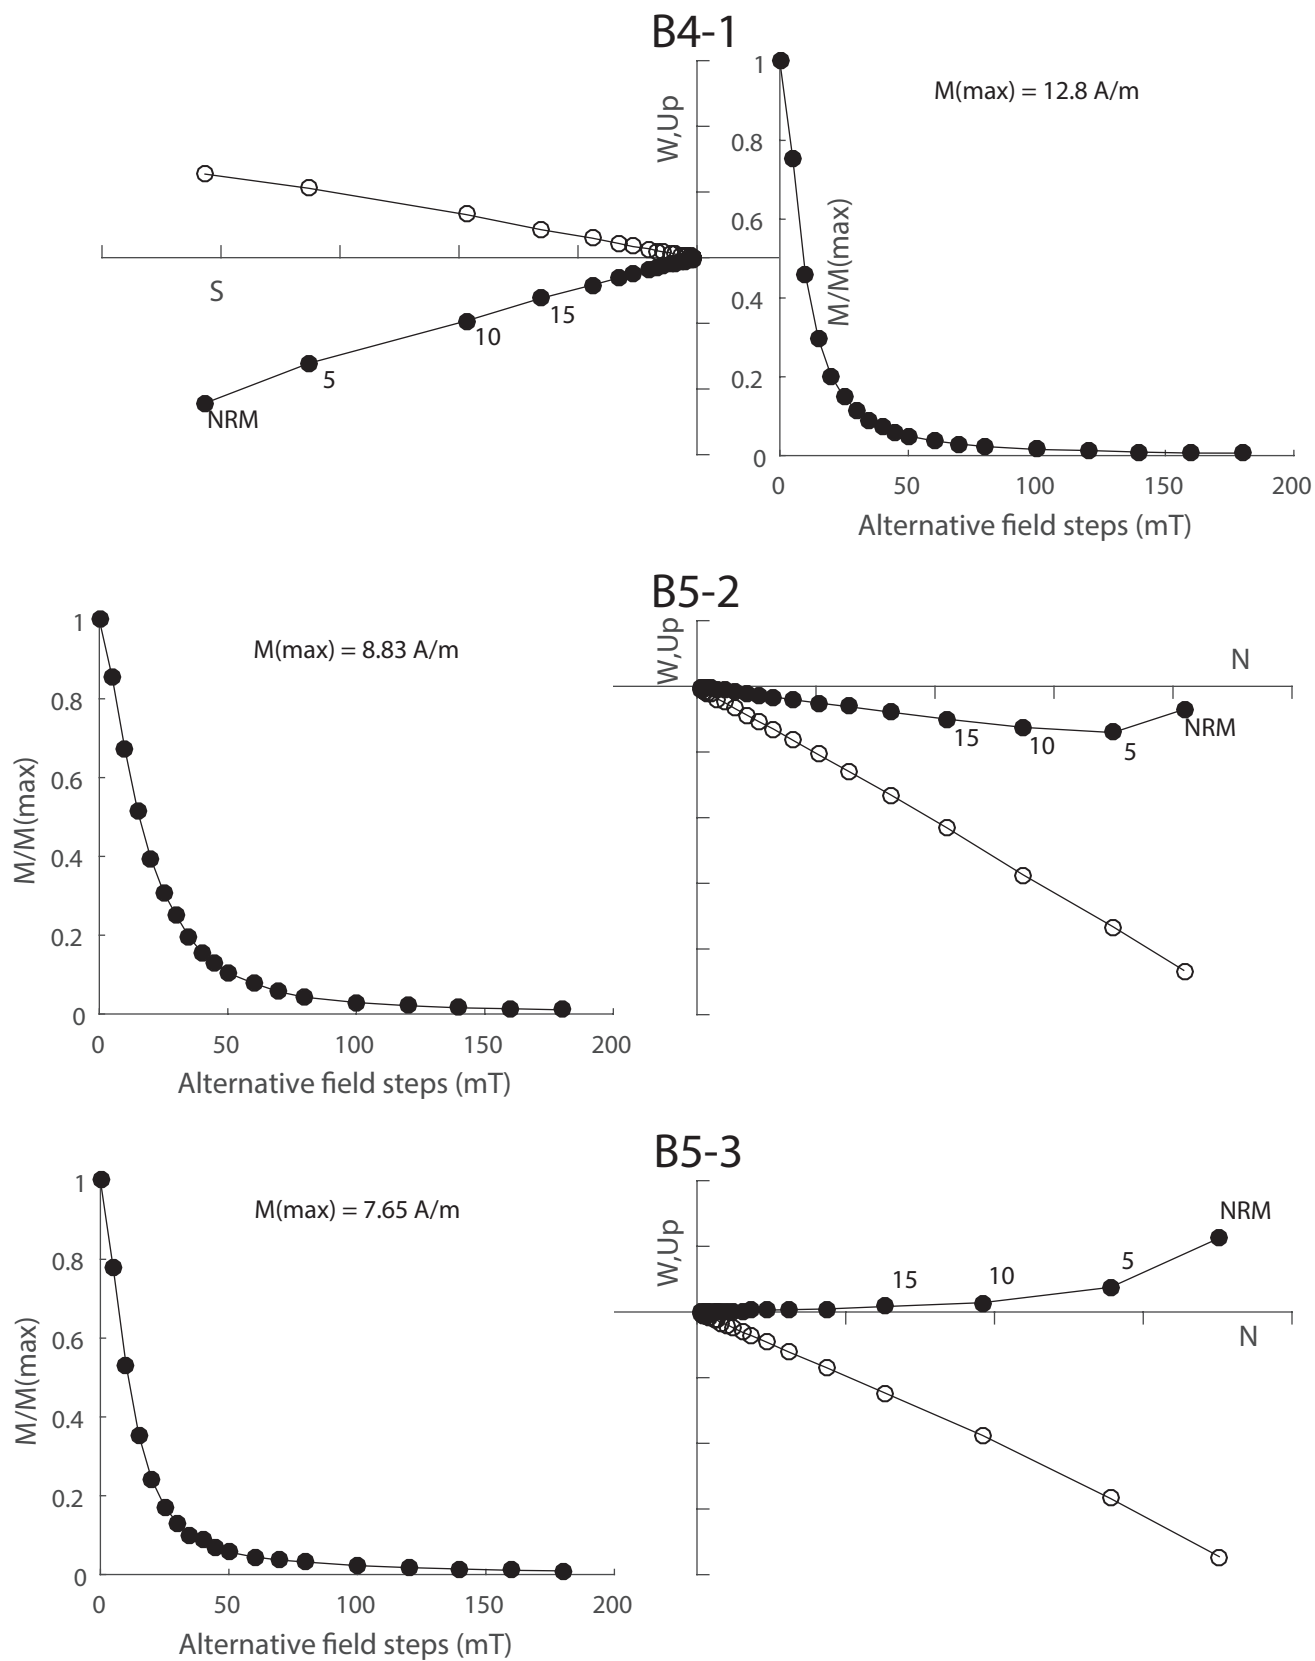 B4-1
W,Up
S
NRM
5
10
15
M(max) = 12.8 A/m
M/M(max)
1
0.8
0.6
0.4
0.2
0
0 50 100 150 200
Alternative field steps (mT)
B5-2
M(max) = 8.83 A/m
M/M(max)
1
0.8
0.6
0.4
0.2
0
0 50 100 150 200
Alternative field steps (mT)
W,Up
N
15
10
5
NRM
B5-3
M(max) = 7.65 A/m
M/M(max)
1
0.8
0.6
0.4
0.2
0
0 50 100 150 200
Alternative field steps (mT)
W,Up
NRM
5
10
15
N